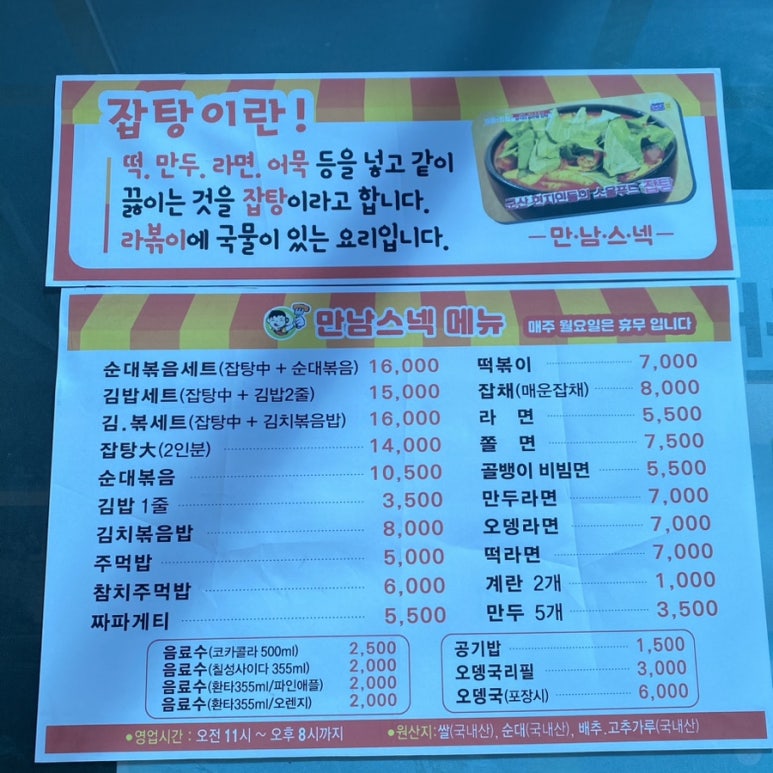 잡탕이란!
떡. 만두. 라면. 어묵 등을 넣고 같이
끓이는 것을 잡탕이라고 합니다.
라볶이에 국물이 있는 요리입니다.
군산 현지인들의 소울푸드 잡탕
만·남·스·넥
만남스넥 메뉴
매주 월요일은 휴무 입니다
순대볶음세트(잡탕中 + 순대볶음) 16,000
김밥세트(잡탕中 + 김밥2줄) 15,000
김.볶세트(잡탕中 + 김치볶음밥) 16,000
잡탕大(2인분) 14,000
순대볶음 10,500
김밥 1줄 3,500
김치볶음밥 8,000
주먹밥 5,000
참치주먹밥 6,000
짜파게티 5,500
떡볶이 7,000
잡채(매운잡채) 8,000
라 면 5,500
쫄 면 7,500
골뱅이 비빔면 5,500
만두라면 7,000
오뎅라면 7,000
떡라면 7,000
계란 2개 1,000
만두 5개 3,500
음료수(코카콜라 500ml) 2,500
음료수(칠성사이다 355ml) 2,000
음료수(환타355ml/파인애플) 2,000
음료수(환타355ml/오렌지) 2,000
공기밥 1,500
오뎅국리필 3,000
오뎅국(포장시) 6,000
•영업시간 : 오전 11시 ~ 오후 8시까지
•원산지:쌀(국내산), 순대(국내산), 배추.고추가루(국내산)